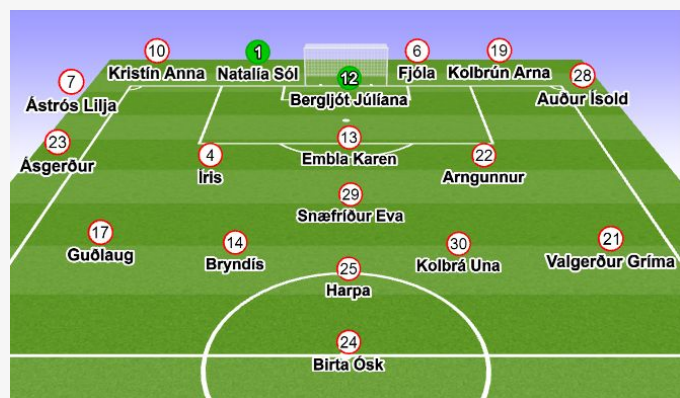 10
Kristín Anna
1
Natalía Sól
6
Fjóla
19
Kolbrún Arna
7
Ástrós Lilja
12
Bergljót Júlíana
28
Auður Ísold
23
Ásgerður
4
Íris
13
Embla Karen
22
Arngunnur
29
Snæfríður Eva
17
Guðlaug
14
Bryndís
30
Kolbrá Una
21
Valgerður Gríma
25
Harpa
24
Birta Ósk